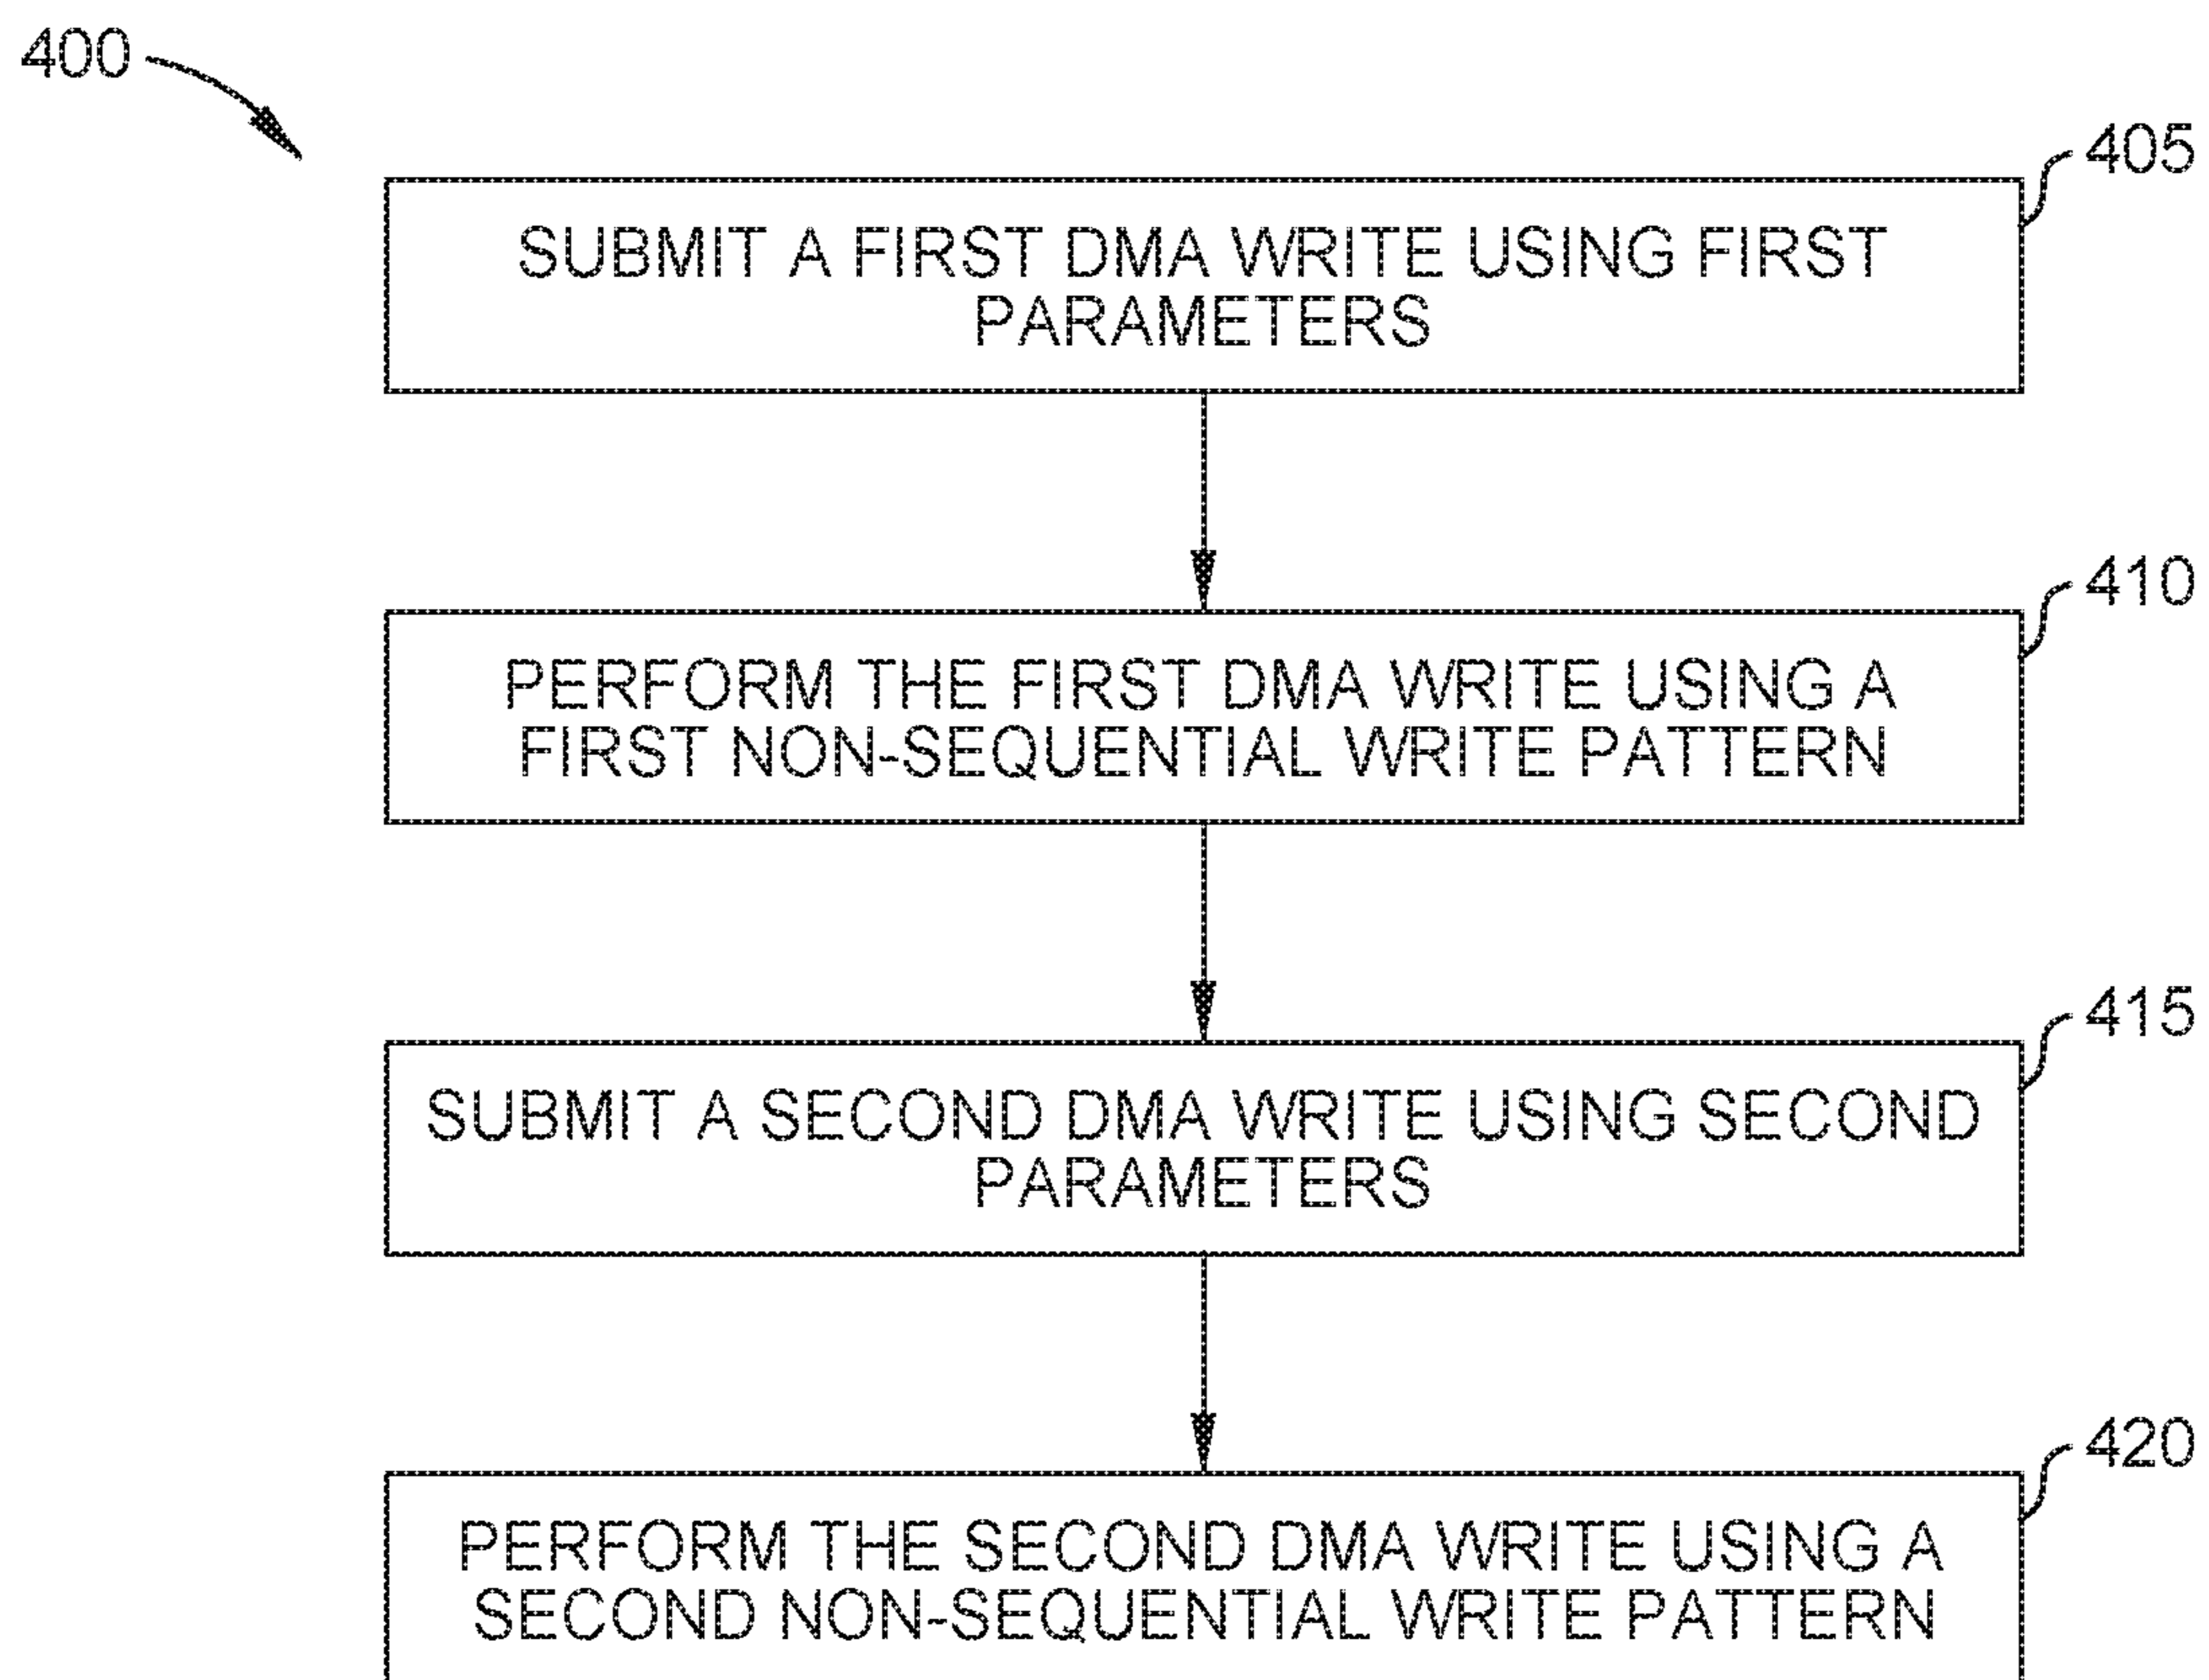 400
405
SUBMIT A FIRST DMA WRITE USING FIRST
PARAMETERS
410
PERFORM THE FIRST DMA WRITE USING A
FIRST NON-SEQUENTIAL WRITE PATTERN
415
SUBMIT A SECOND DMA WRITE USING SECOND
PARAMETERS
420
PERFORM THE SECOND DMA WRITE USING A
SECOND NON-SEQUENTIAL WRITE PATTERN